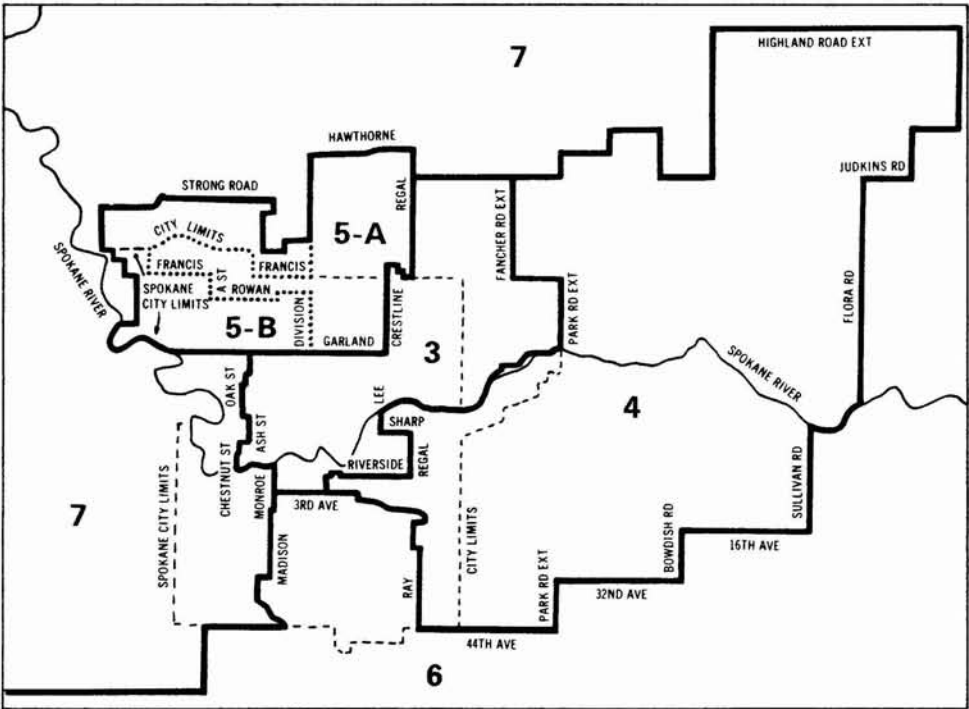 7
HIGHLAND ROAD EXT
HAWTHORNE
JUDKINS RD
STRONG ROAD
REGAL
5-A
CITY LIMITS
FANCHER RD EXT
SPOKANE RIVER
FRANCIS
A ST
FRANCIS
SPOKANE
CITY LIMITS
ROWAN
PARK RD EXT
FLORA RD
5-B
DIVISION
GARLAND
CRESTLINE
3
SPOKANE RIVER
OAK ST
LEE
4
ASH ST
SHARP
CHESTNUT ST
RIVERSIDE
REGAL
SPOKANE CITY LIMITS
MONROE
3RD AVE
7
CITY LIMITS
SULLIVAN RD
BOWDISH RD
16TH AVE
MADISON
RAY
PARK RD EXT
32ND AVE
44TH AVE
6